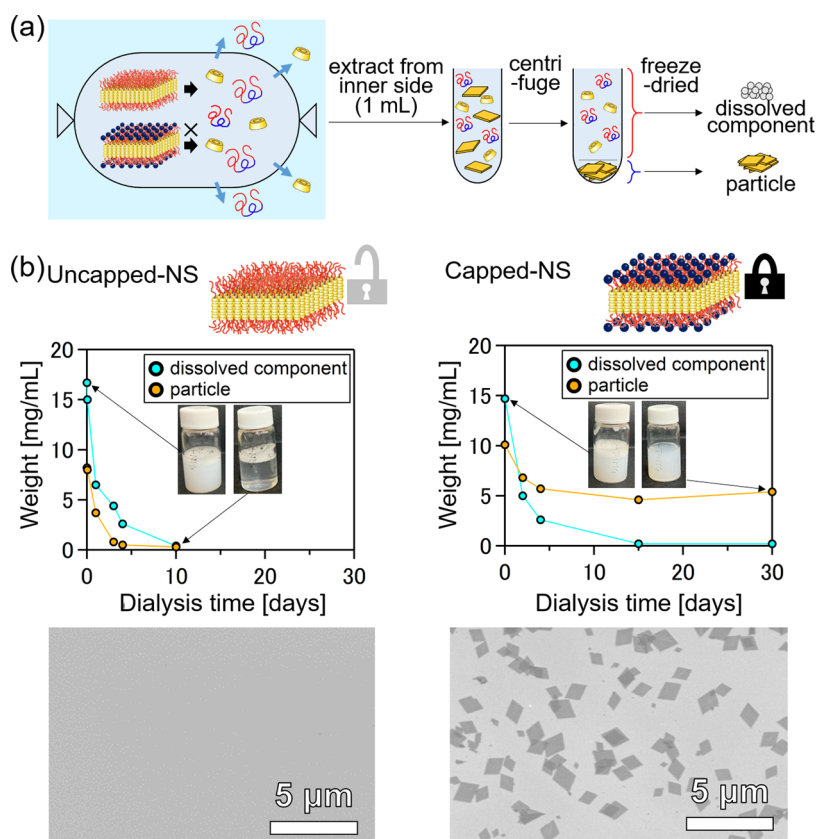 (a)
extract from
inner side
(1 mL)
centri
-fuge
freeze
-dried
dissolved
component
particle
(b)
Uncapped-NS
Capped-NS
20
15
10
5
0
Weight [mg/mL]
dissolved component
particle
0
10
20
30
Dialysis time [days]
20
15
10
5
0
Weight [mg/mL]
dissolved component
particle
0
10
20
30
Dialysis time [days]
5 μm
5 μm